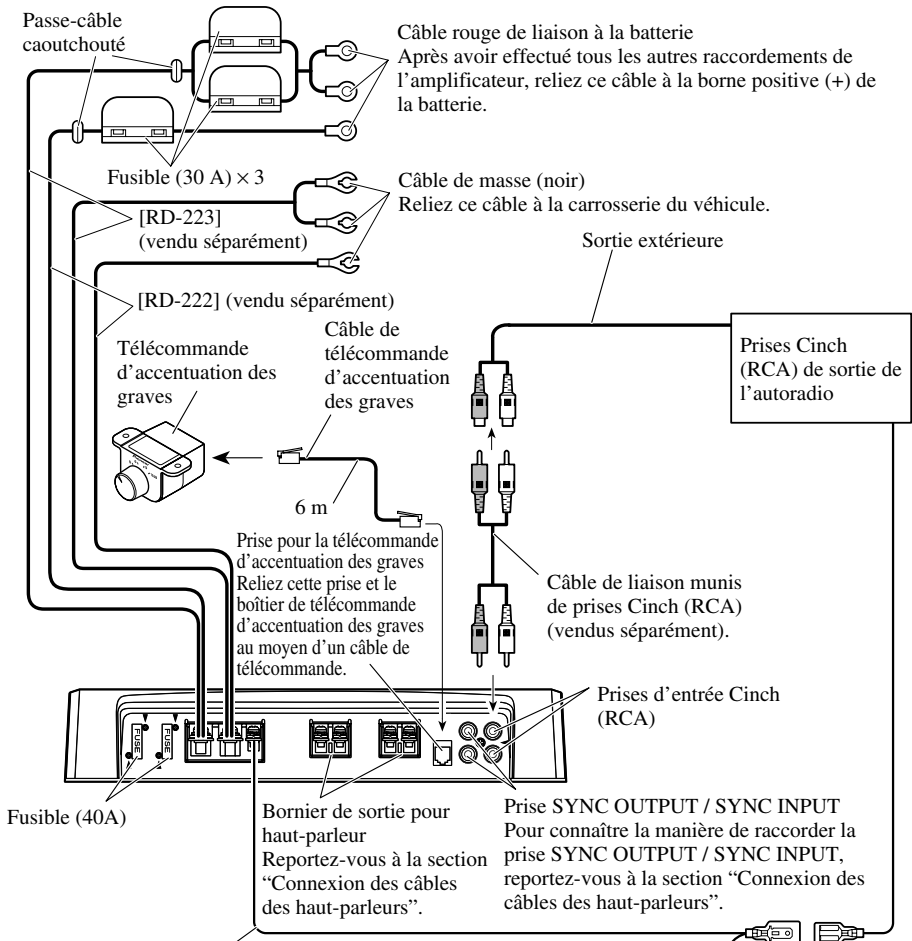 Passe-câble
caoutchouté
Câble rouge de liaison à la batterie
Après avoir effectué tous les autres raccordements de
l'amplificateur, reliez ce câble à la borne positive (+) de
la batterie.
Fusible (30 A) × 3
Câble de masse (noir)
Reliez ce câble à la carrosserie du véhicule.
[RD-223]
(vendu séparément)
Sortie extérieure
[RD-222] (vendu séparément)
Télécommande
d'accentuation des
graves
Câble de
télécommande
d'accentuation
des graves
Prises Cinch
(RCA) de sortie de
l'autoradio
6 m
Prise pour la télécommande
d'accentuation des graves
Reliez cette prise et le
boîtier de télécommande
d'accentuation des graves
au moyen d'un câble de
télécommande.
Câble de liaison munis
de prises Cinch (RCA)
(vendus séparément).
Prises d'entrée Cinch
(RCA)
FUSE
FUSE
Fusible (40A)
Bornier de sortie pour
haut-parleur
Reportez-vous à la section
“Connexion des câbles
des haut-parleurs”.
Prise SYNC OUTPUT / SYNC INPUT
Pour connaître la manière de raccorder la
prise SYNC OUTPUT / SYNC INPUT,
reportez-vous à la section “Connexion des
câbles des haut-parleurs”.